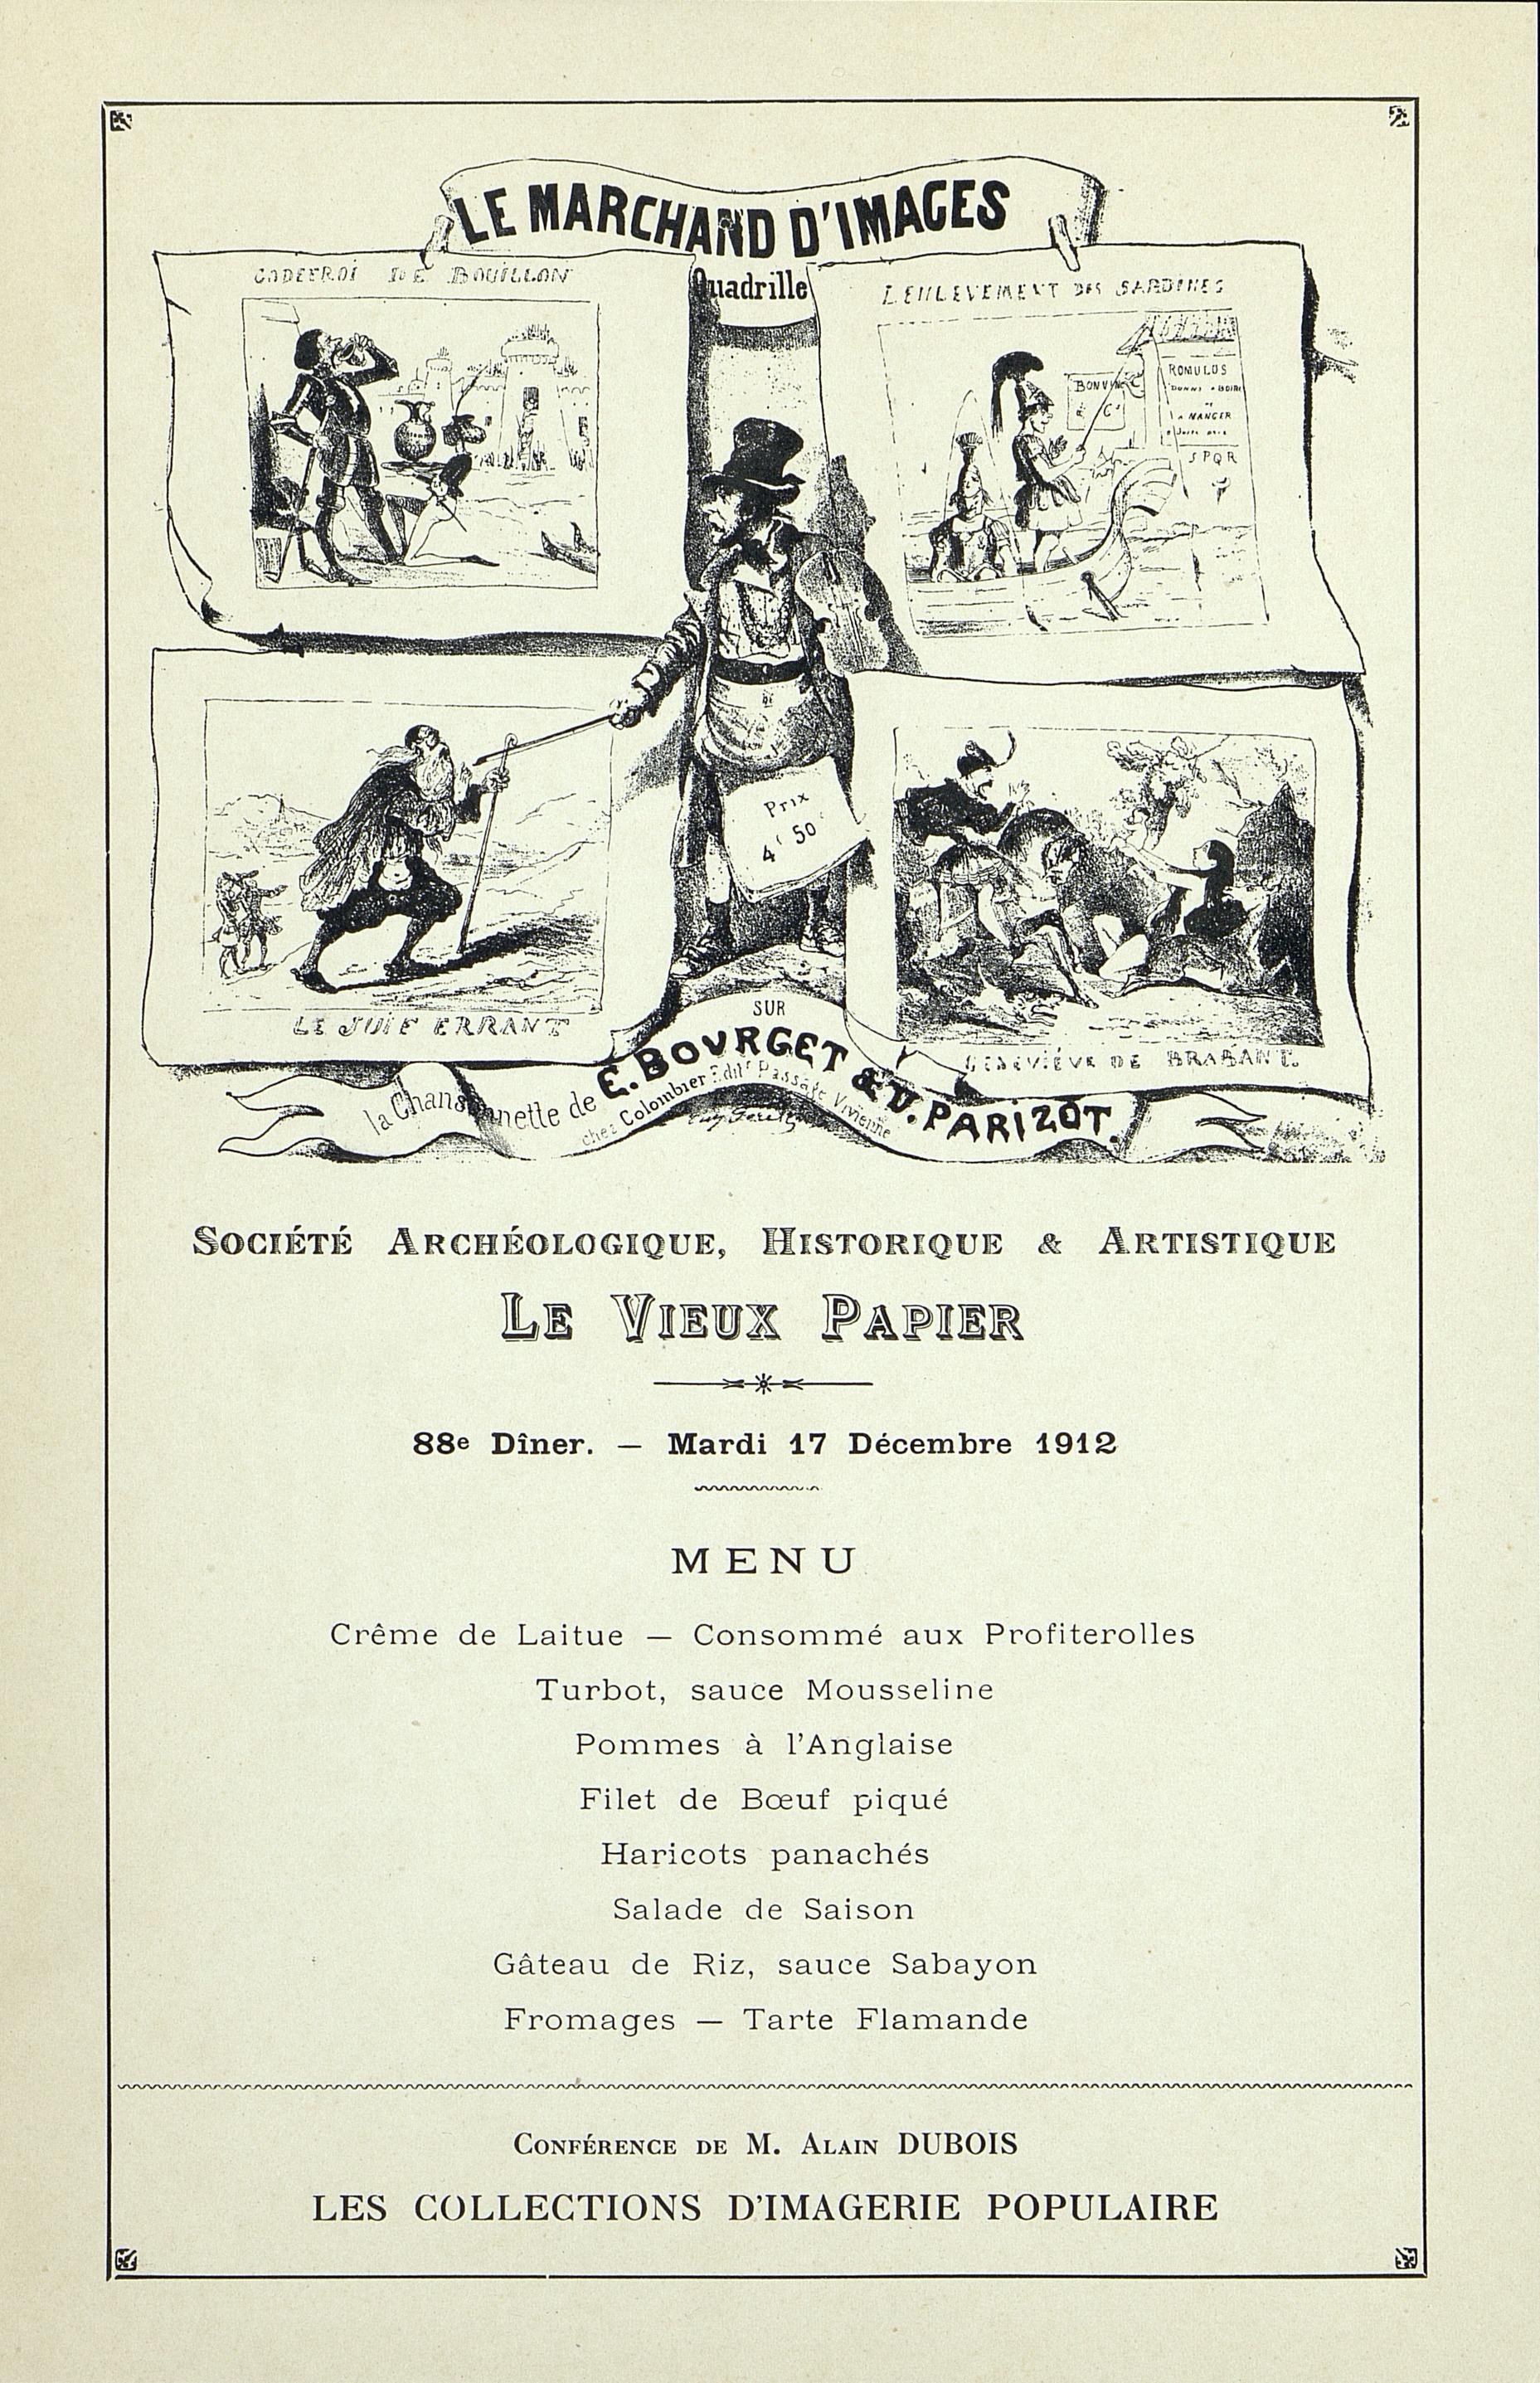 LE MARCHAND D'IMAGES
Quadrille
GODEFROI DE BOUILLON
L'ENLEVEMENT DES SARDINES
ROMULUS
DONNE A BOIRE
A MANGER
SPQR
Prix
4f 50c
LE JUIF ERRANT
GENEVIÈVE DE BRABANT.
SUR
la Chansonnette de E. BOURGET & V. PARIZOT.
chez Colombier Editr Passage Vivienne
SOCIÉTÉ ARCHÉOLOGIQUE, HISTORIQUE & ARTISTIQUE
LE VIEUX PAPIER
88e Dîner. — Mardi 17 Décembre 1912
MENU
Crême de Laitue — Consommé aux Profiterolles
Turbot, sauce Mousseline
Pommes à l'Anglaise
Filet de Bœuf piqué
Haricots panachés
Salade de Saison
Gâteau de Riz, sauce Sabayon
Fromages — Tarte Flamande
CONFÉRENCE DE M. ALAIN DUBOIS
LES COLLECTIONS D'IMAGERIE POPULAIRE